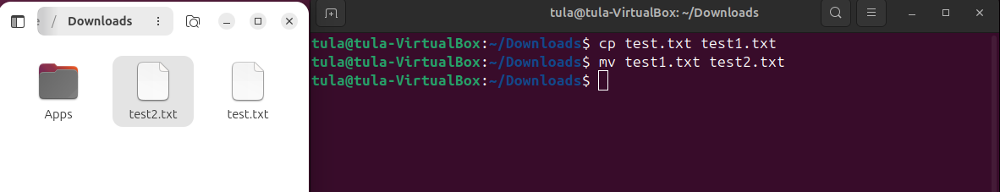 e / Downloads
Apps
test2.txt
test.txt
tula@tula-VirtualBox: ~/Downloads
tula@tula-VirtualBox:~/Downloads$ cp test.txt test1.txt
tula@tula-VirtualBox:~/Downloads$ mv test1.txt test2.txt
tula@tula-VirtualBox:~/Downloads$